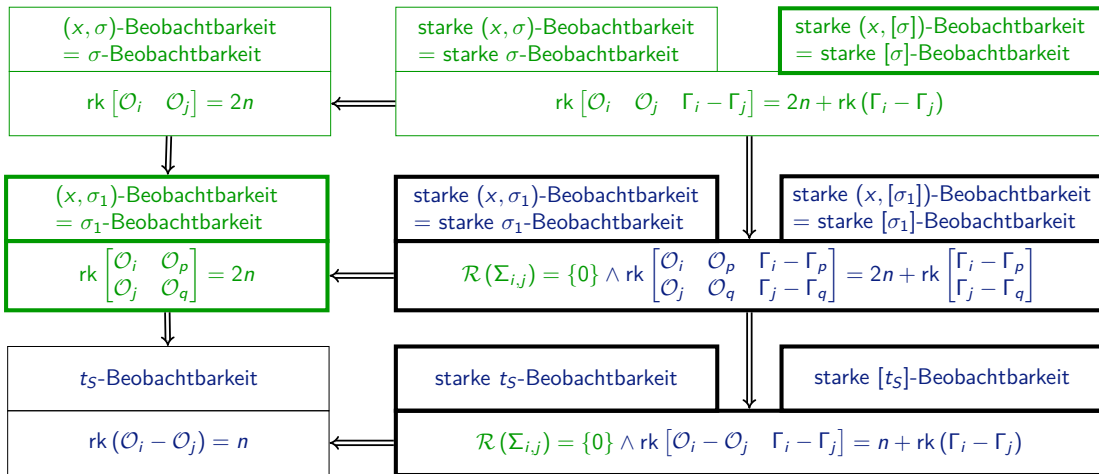 (x, σ)-Beobachtbarkeit
= σ-Beobachtbarkeit
starke (x, σ)-Beobachtbarkeit
= starke σ-Beobachtbarkeit
starke (x, [σ])-Beobachtbarkeit
= starke [σ]-Beobachtbarkeit
rk [𝒪ᵢ 𝒪ⱼ] = 2n
rk [𝒪ᵢ 𝒪ⱼ Γᵢ − Γⱼ] = 2n + rk (Γᵢ − Γⱼ)
(x, σ₁)-Beobachtbarkeit
= σ₁-Beobachtbarkeit
starke (x, σ₁)-Beobachtbarkeit
= starke σ₁-Beobachtbarkeit
starke (x, [σ₁])-Beobachtbarkeit
= starke [σ₁]-Beobachtbarkeit
rk [𝒪ᵢ 𝒪ₚ; 𝒪ⱼ 𝒪_q] = 2n
ℛ (Σᵢ,ⱼ) = {0} ∧ rk [𝒪ᵢ 𝒪ₚ Γᵢ − Γₚ; 𝒪ⱼ 𝒪_q Γⱼ − Γ_q] = 2n + rk [Γᵢ − Γₚ; Γⱼ − Γ_q]
t_S-Beobachtbarkeit
starke t_S-Beobachtbarkeit
starke [t_S]-Beobachtbarkeit
rk (𝒪ᵢ − 𝒪ⱼ) = n
ℛ (Σᵢ,ⱼ) = {0} ∧ rk [𝒪ᵢ − 𝒪ⱼ Γᵢ − Γⱼ] = n + rk (Γᵢ − Γⱼ)